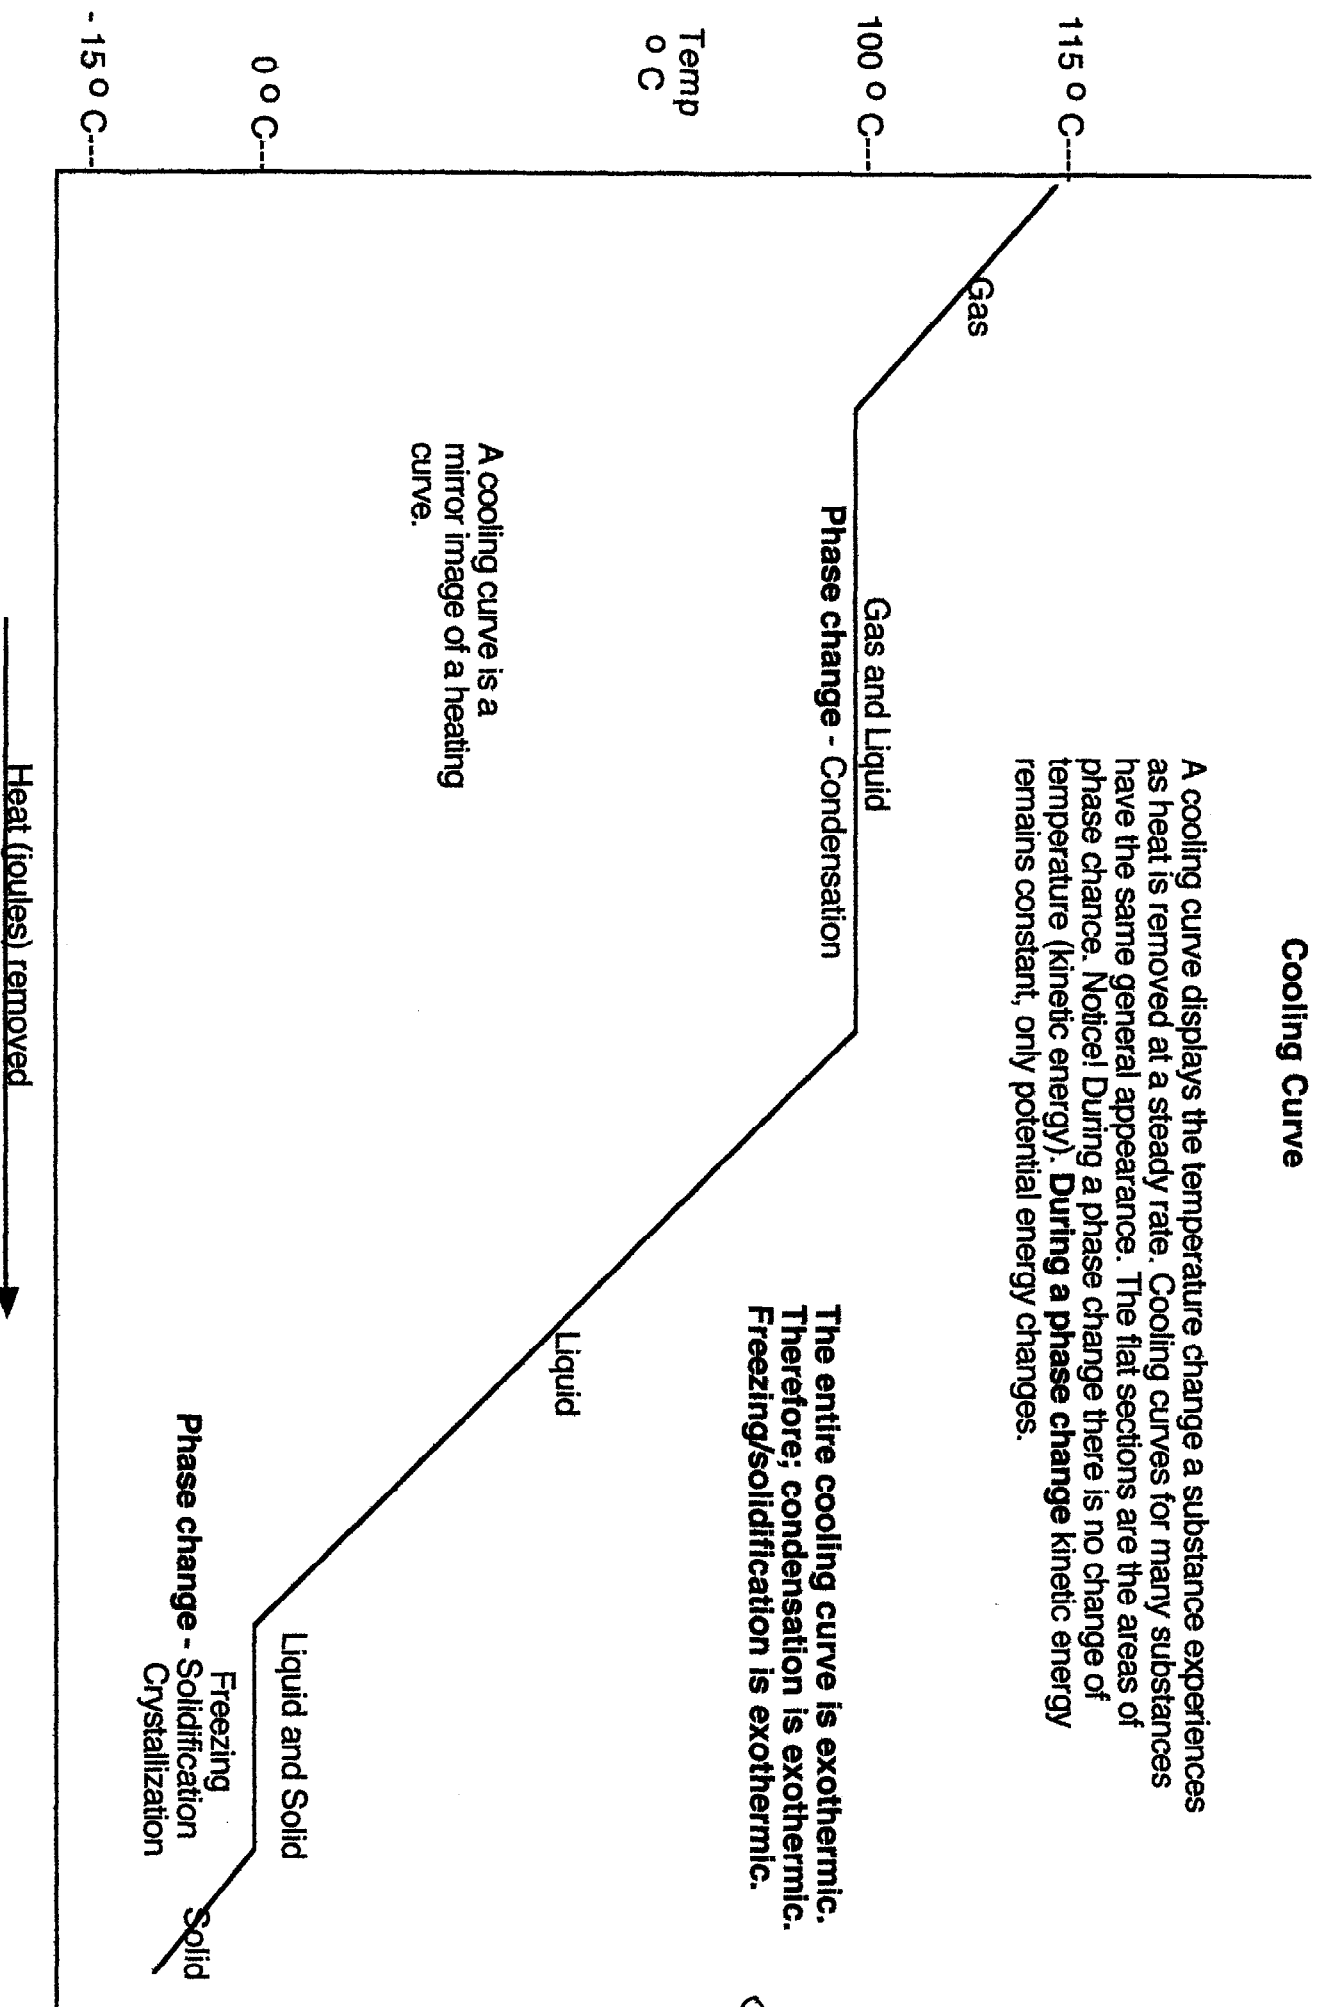 Cooling Curve
A cooling curve displays the temperature change a substance experiences
as heat is removed at a steady rate. Cooling curves for many substances
have the same general appearance. The flat sections are the areas of
phase chance. Notice! During a phase change there is no change of
temperature (kinetic energy). During a phase change kinetic energy
remains constant, only potential energy changes.
115 o C---
Gas
100 o C---
Gas and Liquid
Phase change - Condensation
The entire cooling curve is exothermic.
Therefore; condensation is exothermic.
Freezing/solidification is exothermic.
Temp
o C
Liquid
A cooling curve is a
mirror image of a heating
curve.
Liquid and Solid
0 o C---
Freezing
Phase change - Solidification
Crystallization
Solid
- 15 o C---
Heat (joules) removed